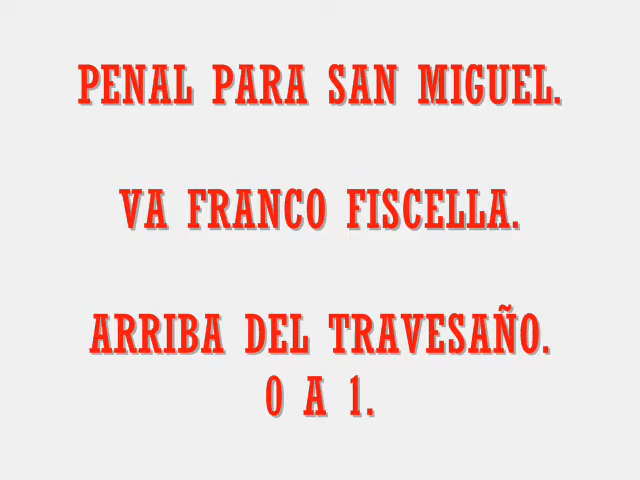 PENAL PARA SAN MIGUEL.
VA FRANCO FISCELLA.
ARRIBA DEL TRAVESAÑO.
0 A 1.